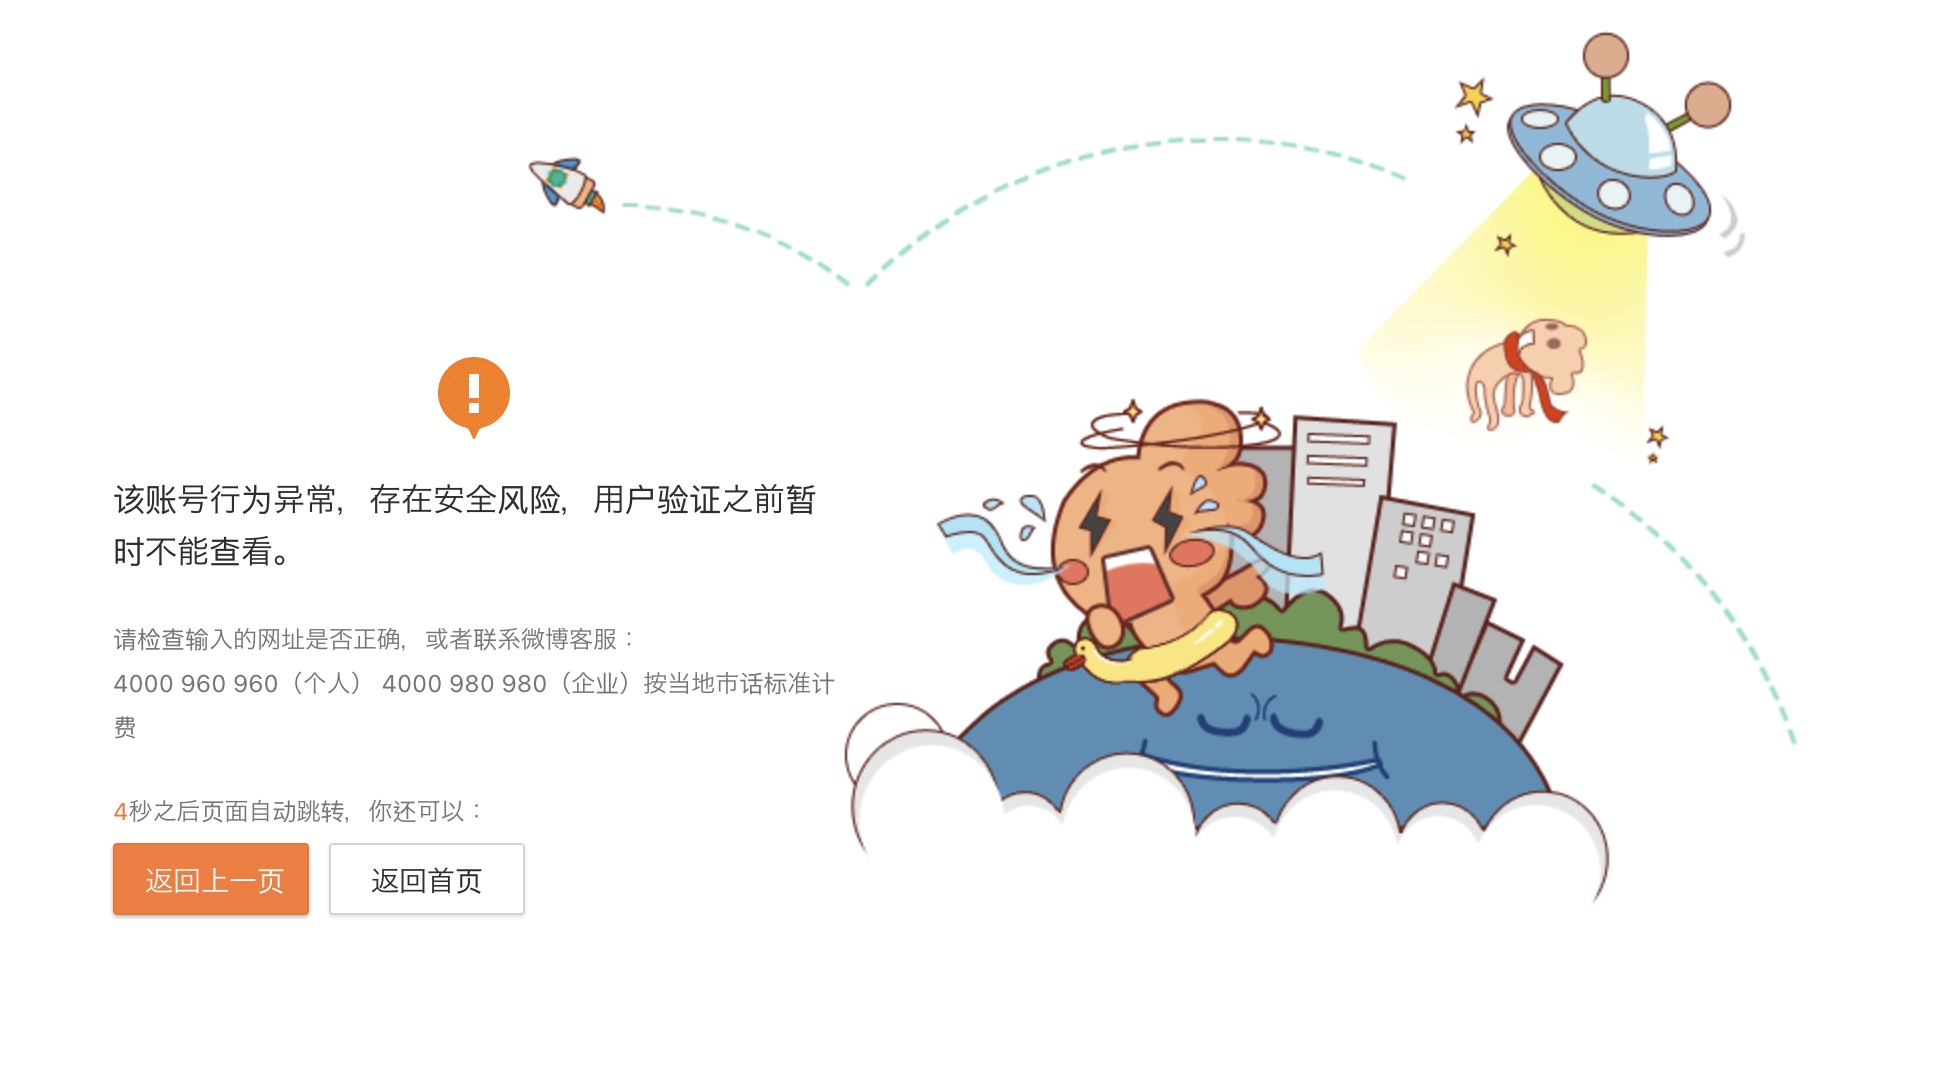 该账号行为异常，存在安全风险，用户验证之前暂
时不能查看。
请检查输入的网址是否正确，或者联系微博客服：
4000 960 960（个人） 4000 980 980（企业）按当地市话标准计
费
4秒之后页面自动跳转，你还可以：
返回上一页 返回首页